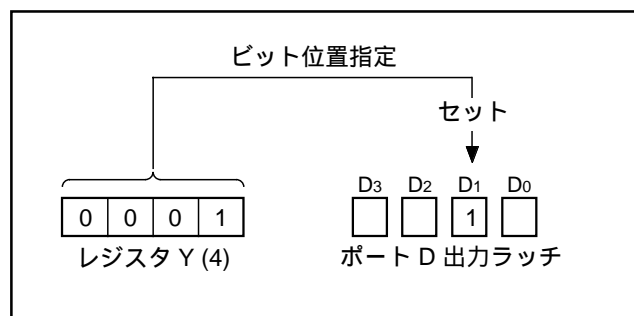 ビット位置指定
セット
D3 D2 D1 D0
0 0 0 1
1
レジスタ Y (4)
ポート D 出力ラッチ